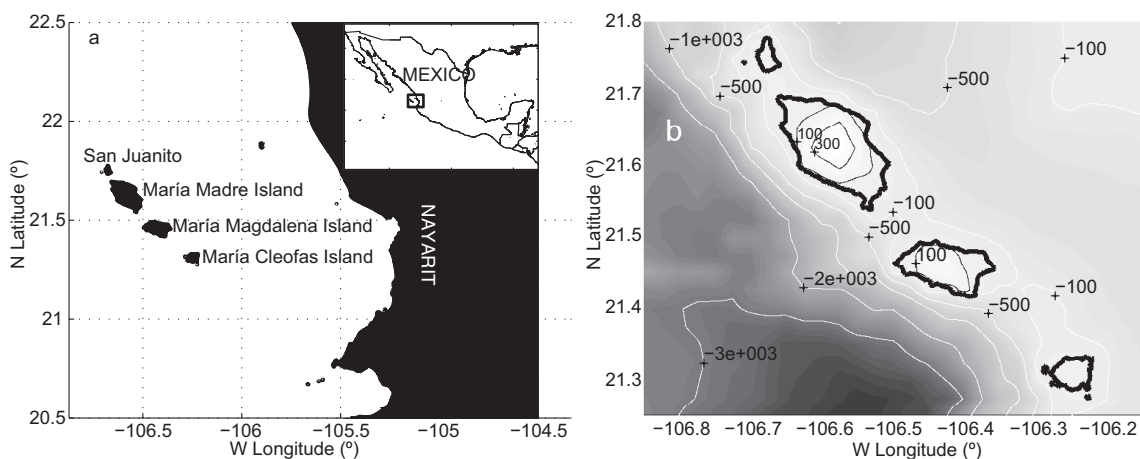 22.5
22
21.5
21
20.5
N Latitude (º)
a
MEXICO
San Juanito
María Madre Island
María Magdalena Island
María Cleofas Island
NAYARIT
−106.5
−106
−105.5
−105
−104.5
W Longitude (º)
21.8
21.7
21.6
21.5
21.4
21.3
N Latitude (º)
b
−1e+003
−100
−500
−500
100
300
−100
−500
100
−2e+003
−100
−500
−3e+003
−106.8
−106.7
−106.6
−106.5
−106.4
−106.3
−106.2
W Longitude (º)